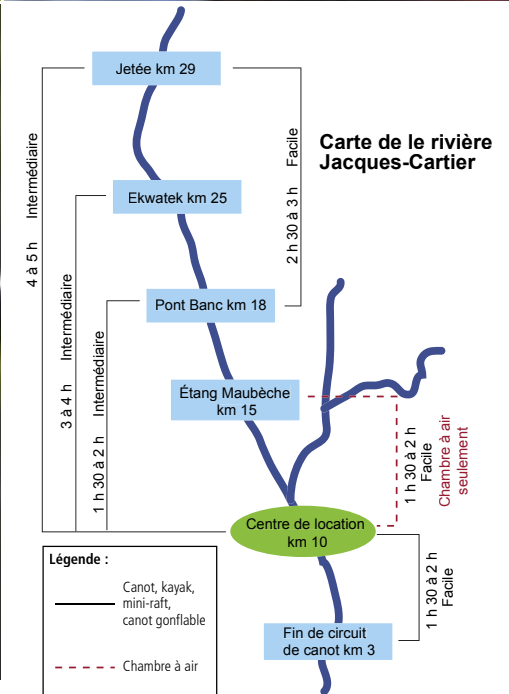 Jetée km 29
Carte de le rivière
Jacques-Cartier
4 à 5 h Intermédiaire
2 h 30 à 3 h Facile
Ekwatek km 25
3 à 4 h Intermédiaire
Pont Banc km 18
1 h 30 à 2 h Intermédiaire
Étang Maubèche
km 15
1 h 30 à 2 h
Facile
Chambre à air
seulement
Centre de location
km 10
1 h 30 à 2 h
Facile
Fin de circuit
de canot km 3
Légende :
Canot, kayak,
mini-raft,
canot gonflable
Chambre à air